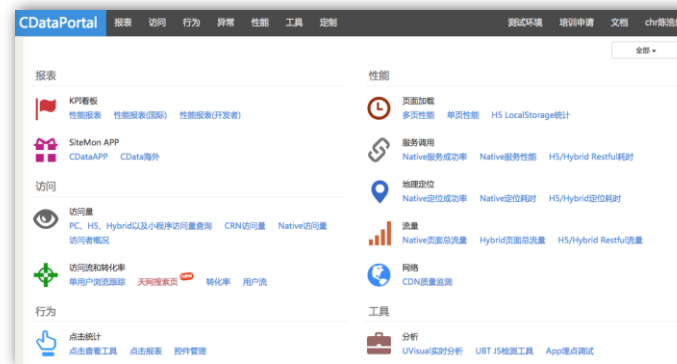 CDataPortal 报表 访问 行为 异常 性能 工具 定制 测试环境 培训申请 文档
全部
报表
KPI看板
性能报表 性能报表(国际) 性能报表(开发者)
SiteMon APP
CDataAPP CData海外
访问
访问量
PC、H5、Hybrid以及小程序访问量查询 CRN访问量 Native访问量
访问者概况
访问流和转化率
单用户浏览跟踪 天网搜索页 转化率 用户流
行为
点击统计
点击查看工具 点击报表 控件管理
性能
页面加载
多页性能 单页性能 H5 LocalStorage统计
服务调用
Native服务成功率 Native服务性能 H5/Hybrid Restful耗时
地理定位
Native定位成功率 Native定位耗时 H5/Hybrid定位耗时
流量
Native页面总流量 Hybrid页面总流量 H5/Hybrid Restful流量
网络
CDN质量监测
工具
分析
UVisual实时分析 UBT JS检测工具 App埋点调试